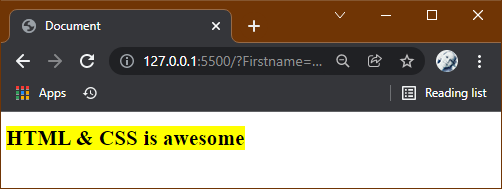 Document
127.0.0.1:5500/?Firstname=...
Apps
Reading list
HTML & CSS is awesome